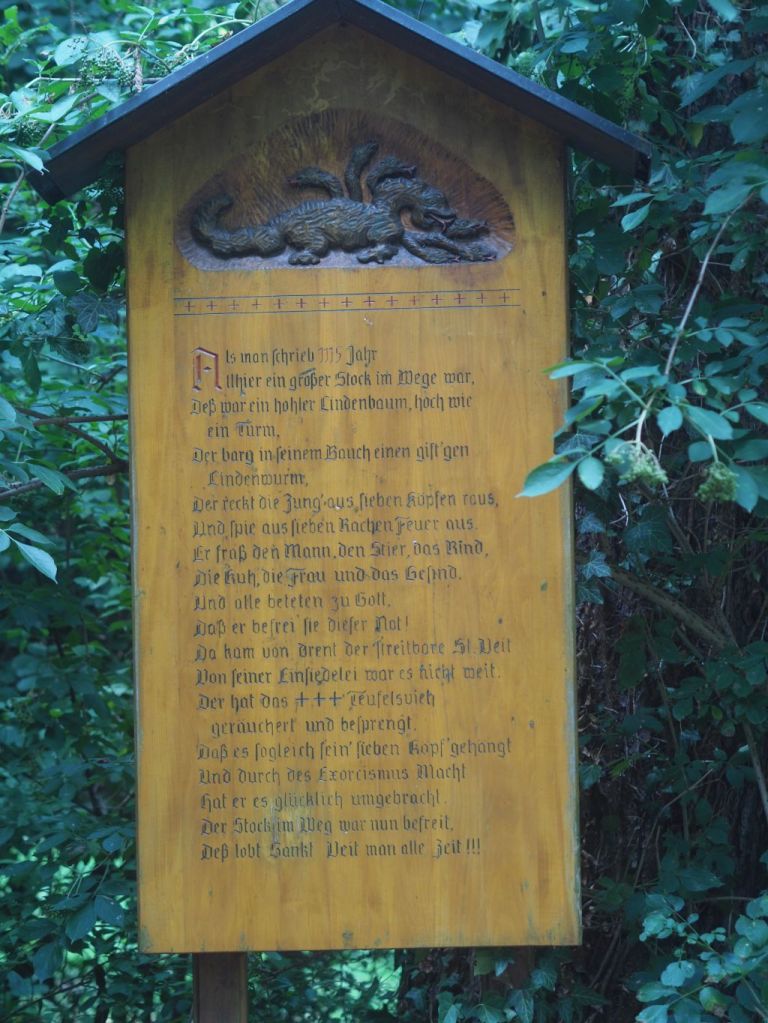 Als man schrieb 1115 Jahr
Allhier ein großer Stock im Wege war,
Deß war ein hohler Lindenbaum, hoch wie
ein Turm,
Der barg in seinem Bauch einen gift'gen
Lindenwurm,
Der reckt die Zung' aus sieben Köpfen raus,
Und spie aus sieben Rachen Feuer aus.
Er fraß den Mann, den Stier, das Rind,
Die Kuh, die Frau und das Gesind.
Und alle beteten zu Gott,
Daß er befrei sie dieser Not!
Da kam von drent der streitbare St. Veit
Von seiner Einsiedelei war es nicht weit.
Der hat das +++ Teufelsvieh
geräuchert und besprengt.
Daß es sogleich sein' sieben Köpf' gehängt
Und durch des Exorcismus Macht
hat er es glücklich umgebracht.
Der Stock im Weg war nun befreit,
Deß lobt Sankt Veit man alle Zeit!!!